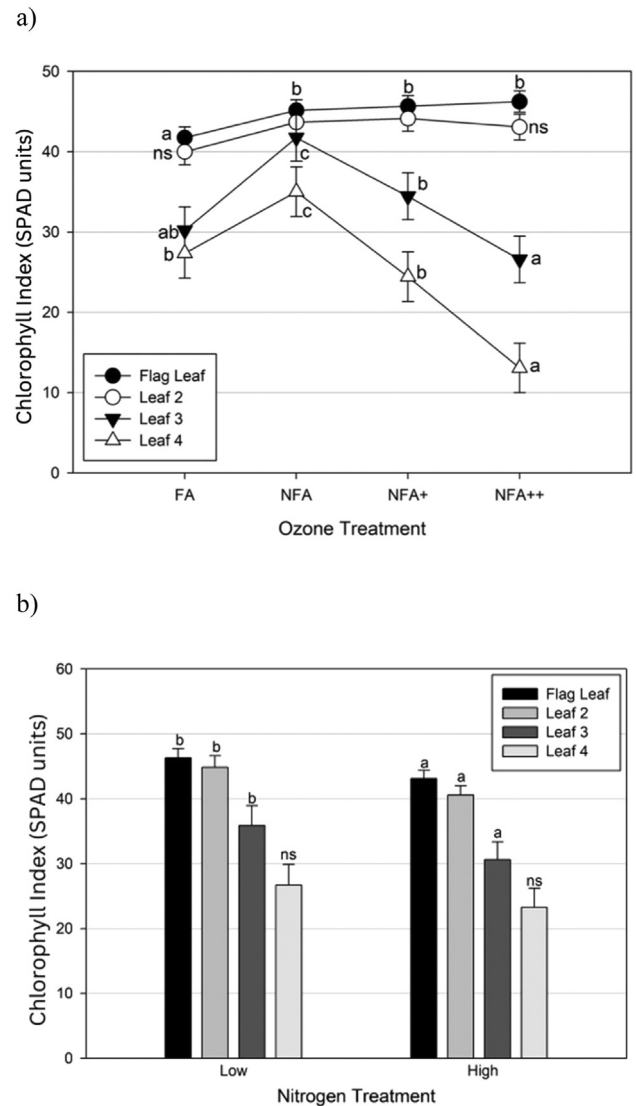 a)
Chlorophyll Index (SPAD units)
50
40
30
20
10
0
a
b
b
b
ns
ns
ab
c
b
a
b
c
b
a
Flag Leaf
Leaf 2
Leaf 3
Leaf 4
FA
NFA
NFA+
NFA++
Ozone Treatment
b)
Chlorophyll Index (SPAD units)
60
50
40
30
20
10
0
Flag Leaf
Leaf 2
Leaf 3
Leaf 4
b
b
b
ns
a
a
a
ns
Low
High
Nitrogen Treatment